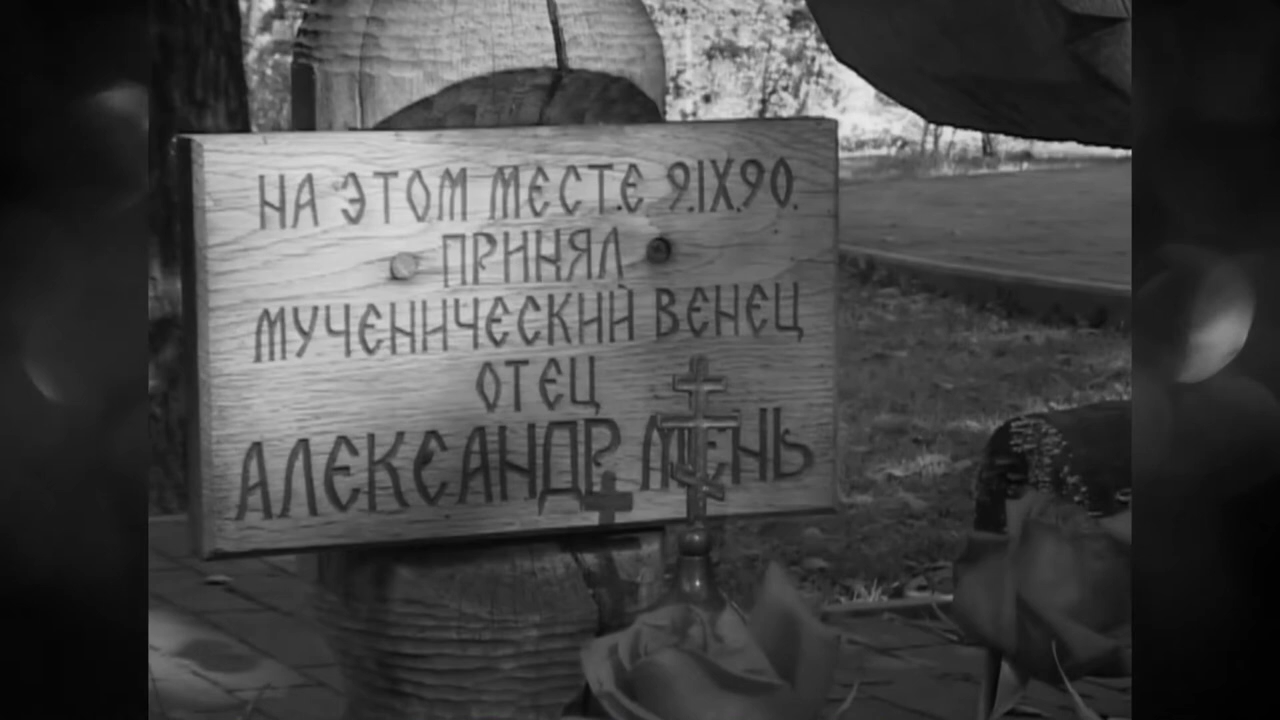 НА ЭТОМ МЕСТЕ 9.IX.90.
ПРИНЯЛ
МУЧЕНИЧЕСКИЙ ВЕНЕЦ
ОТЕЦ
АЛЕКСАНДР МЕНЬ